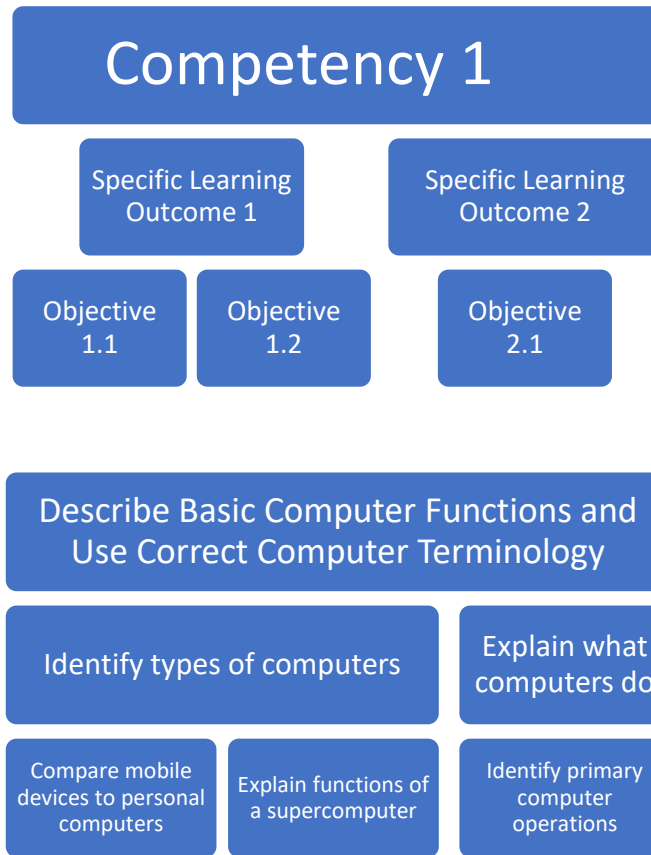 Competency 1
Specific Learning
Outcome 1
Specific Learning
Outcome 2
Objective
1.1
Objective
1.2
Objective
2.1
Describe Basic Computer Functions and
Use Correct Computer Terminology
Identify types of computers
Explain what
computers do
Compare mobile
devices to personal
computers
Explain functions of
a supercomputer
Identify primary
computer
operations